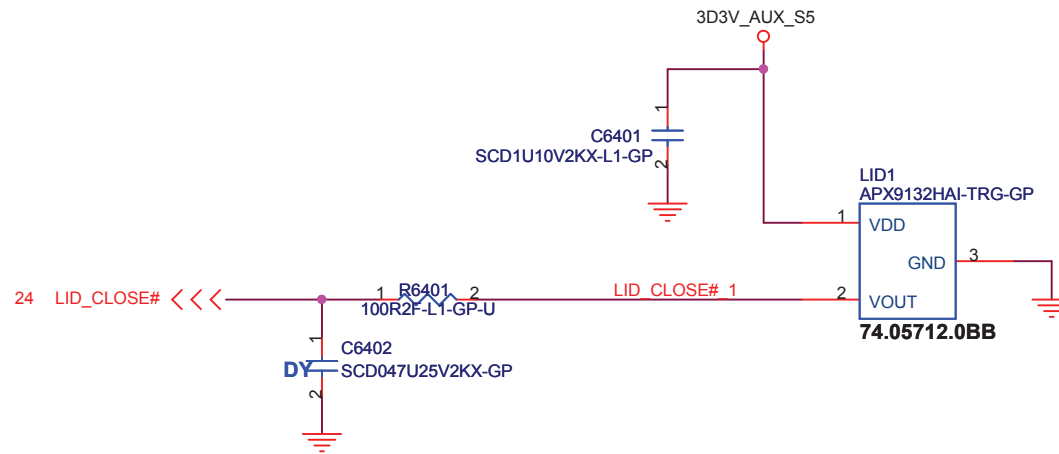 3D3V_AUX_S5
1
C6401
SCD1U10V2KX-L1-GP
2
LID1
APX9132HAI-TRG-GP
1
VDD
GND
3
24 LID_CLOSE#
1
R6401
2
100R2F-L1-GP-U
LID_CLOSE#_1
2
VOUT
74.05712.0BB
1
C6402
DY
SCD047U25V2KX-GP
2